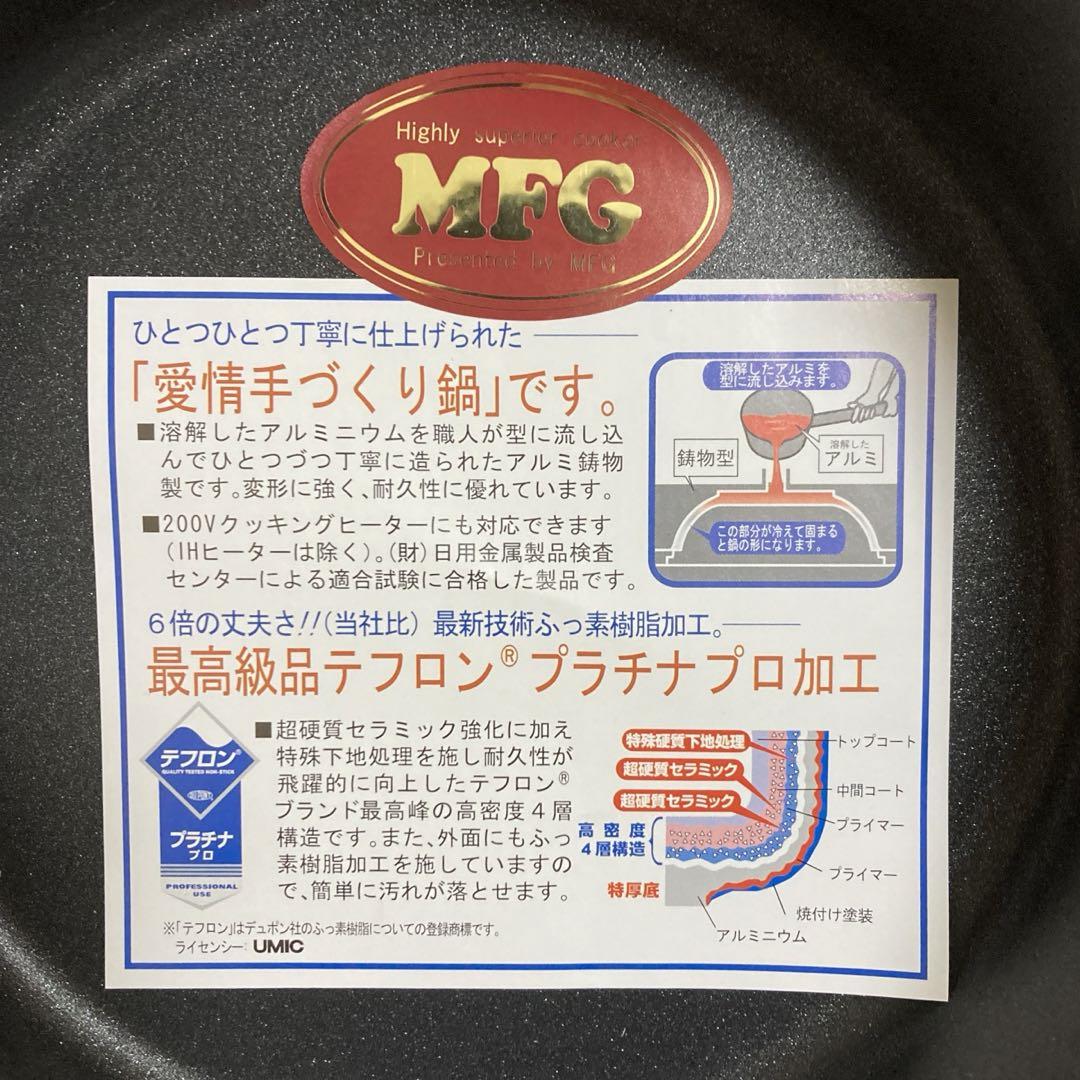 Highly superior cooker
MFG
Presented by MFG
ひとつひとつ丁寧に仕上げられた
「愛情手づくり鍋」です。
■溶解したアルミニウムを職人が型に流し込
んでひとつづつ丁寧に造られたアルミ鋳物
製です。変形に強く、耐久性に優れています。
■200Vクッキングヒーターにも対応できます
(IHヒーターは除く)。(財)日用金属製品検査
センターによる適合試験に合格した製品です。
溶解したアルミを
型に流し込みます。
鋳物型
溶解した
アルミ
この部分が冷えて固まる
と鍋の形になります。
6倍の丈夫さ!!(当社比) 最新技術ふっ素樹脂加工。
最高級品テフロン® プラチナプロ加工
テフロン®
QUALITY TESTED NON-STICK
DUPONT
プラチナ
プロ
PROFESSIONAL
USE
■超硬質セラミック強化に加え
特殊下地処理を施し耐久性が
飛躍的に向上したテフロン®
ブランド最高峰の高密度4層
構造です。また、外面にもふっ
素樹脂加工を施していますの
で、簡単に汚れが落とせます。
特殊硬質下地処理
超硬質セラミック
超硬質セラミック
高密度
4層構造
特厚底
トップコート
中間コート
プライマー
プライマー
焼付け塗装
アルミニウム
※「テフロン」はデュポン社のふっ素樹脂についての登録商標です。
ライセンシー: UMIC